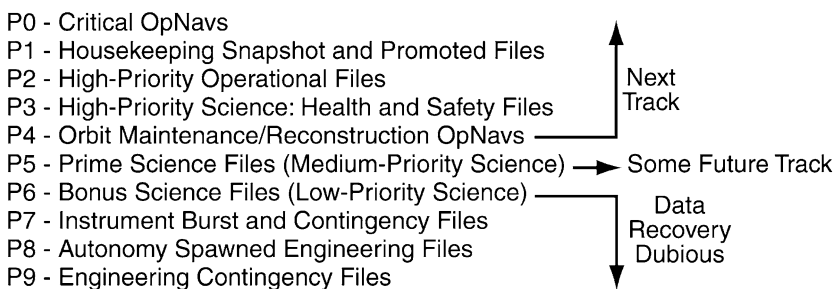 P0 - Critical OpNavs
P1 - Housekeeping Snapshot and Promoted Files
P2 - High-Priority Operational Files
P3 - High-Priority Science: Health and Safety Files
P4 - Orbit Maintenance/Reconstruction OpNavs
Next
Track
P5 - Prime Science Files (Medium-Priority Science)
Some Future Track
P6 - Bonus Science Files (Low-Priority Science)
P7 - Instrument Burst and Contingency Files
P8 - Autonomy Spawned Engineering Files
P9 - Engineering Contingency Files
Data
Recovery
Dubious